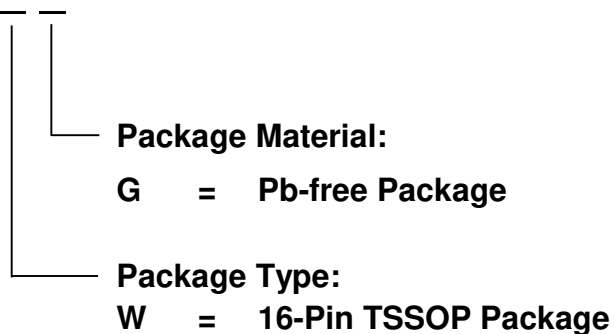 Package Material:
G = Pb-free Package
Package Type:
W = 16-Pin TSSOP Package